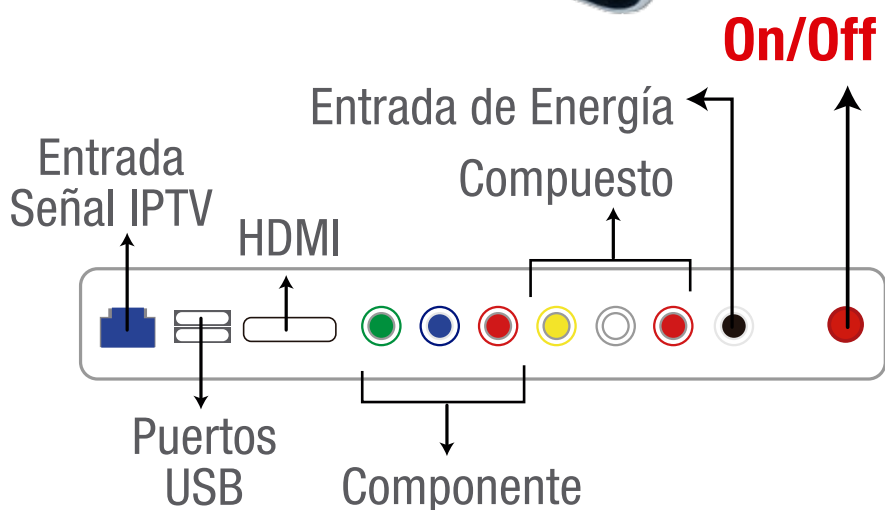 On/Off
Entrada de Energía
Entrada
Señal IPTV
Compuesto
HDMI
Puertos
USB
Componente